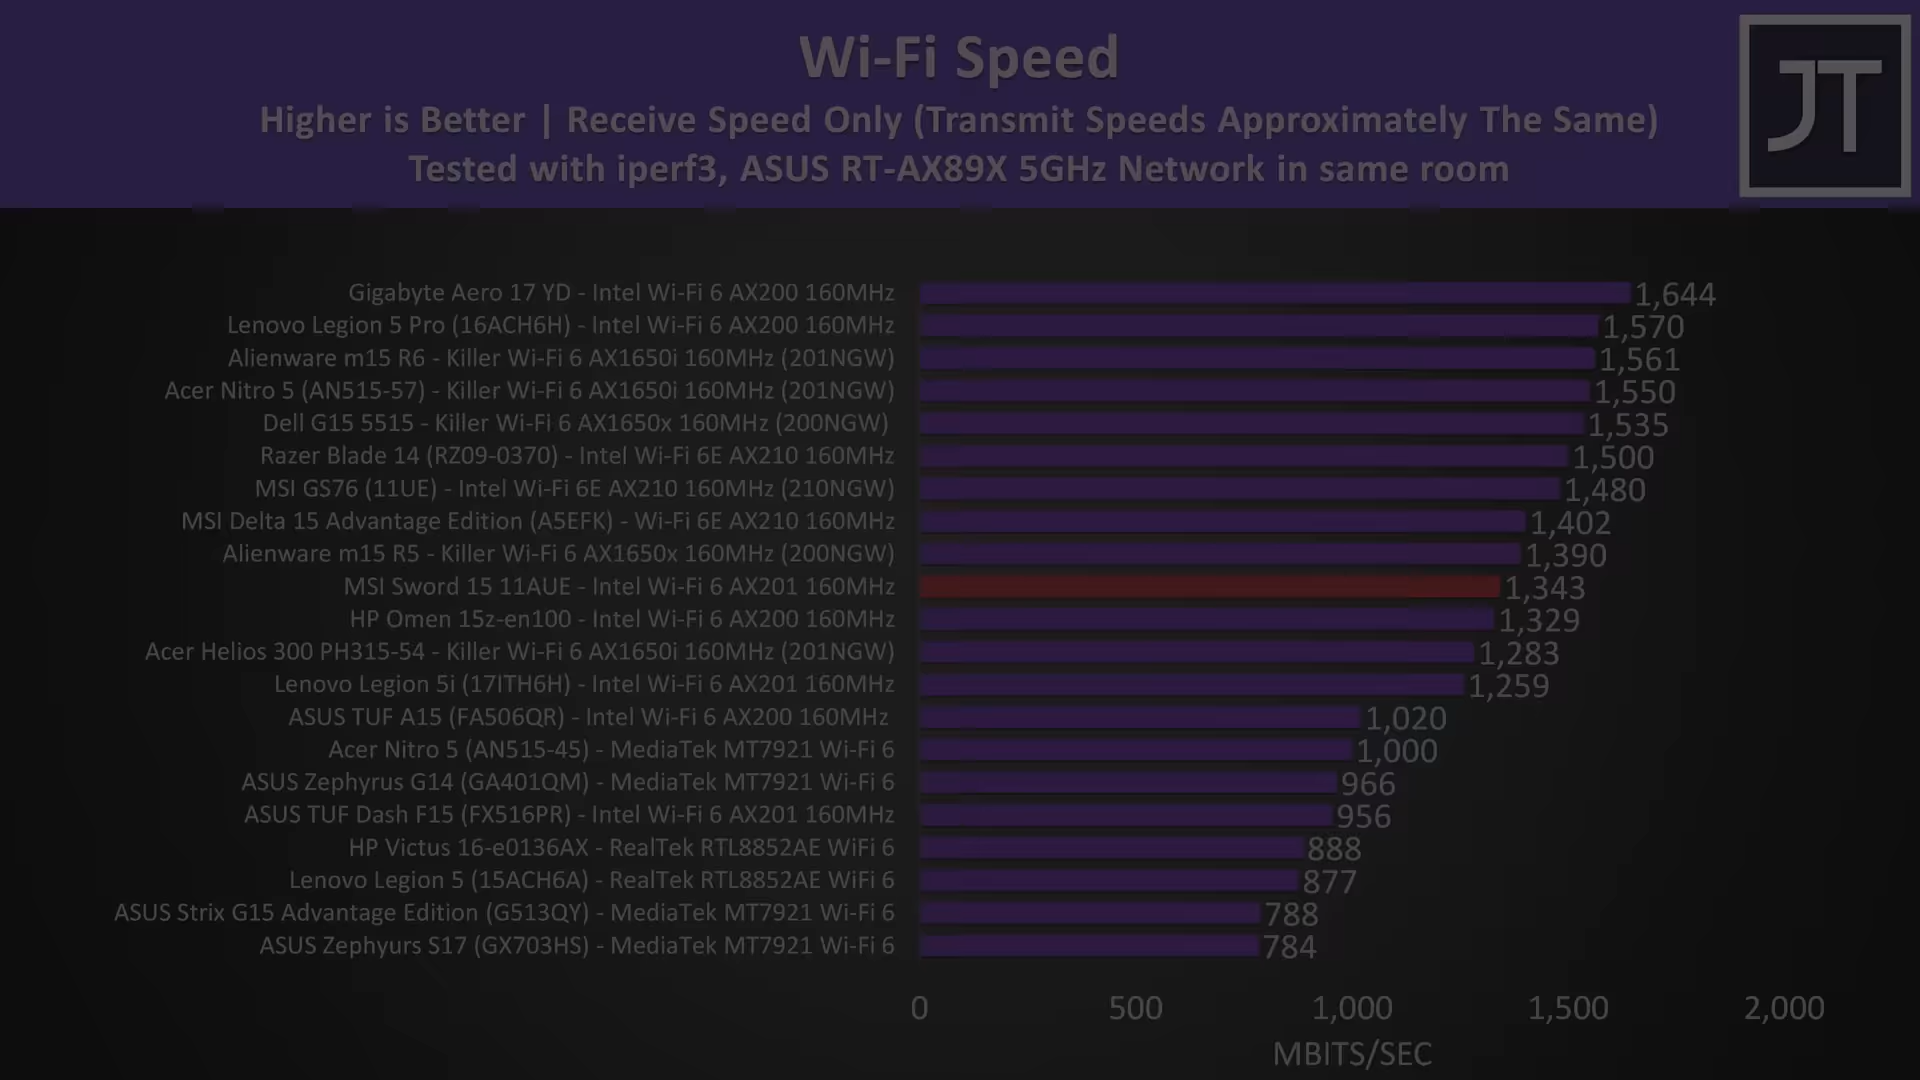 Wi-Fi Speed
JT
Higher is Better | Receive Speed Only (Transmit Speeds Approximately The Same)
Tested with iperf3, ASUS RT-AX89X 5GHz Network in same room
Gigabyte Aero 17 YD - Intel Wi-Fi 6 AX200 160MHz 1,644
Lenovo Legion 5 Pro (16ACH6H) - Intel Wi-Fi 6 AX200 160MHz 1,570
Alienware m15 R6 - Killer Wi-Fi 6 AX1650i 160MHz (201NGW) 1,561
Acer Nitro 5 (AN515-57) - Killer Wi-Fi 6 AX1650i 160MHz (201NGW) 1,550
Dell G15 5515 - Killer Wi-Fi 6 AX1650x 160MHz (200NGW) 1,535
Razer Blade 14 (RZ09-0370) - Intel Wi-Fi 6E AX210 160MHz 1,500
MSI GS76 (11UE) - Intel Wi-Fi 6E AX210 160MHz (210NGW) 1,480
MSI Delta 15 Advantage Edition (A5EFK) - Wi-Fi 6E AX210 160MHz 1,402
Alienware m15 R5 - Killer Wi-Fi 6 AX1650x 160MHz (200NGW) 1,390
MSI Sword 15 11AUE - Intel Wi-Fi 6 AX201 160MHz 1,343
HP Omen 15z-en100 - Intel Wi-Fi 6 AX200 160MHz 1,329
Acer Helios 300 PH315-54 - Killer Wi-Fi 6 AX1650i 160MHz (201NGW) 1,283
Lenovo Legion 5i (17ITH6H) - Intel Wi-Fi 6 AX201 160MHz 1,259
ASUS TUF A15 (FA506QR) - Intel Wi-Fi 6 AX200 160MHz 1,020
Acer Nitro 5 (AN515-45) - MediaTek MT7921 Wi-Fi 6 1,000
ASUS Zephyrus G14 (GA401QM) - MediaTek MT7921 Wi-Fi 6 966
ASUS TUF Dash F15 (FX516PR) - Intel Wi-Fi 6 AX201 160MHz 956
HP Victus 16-e0136AX - RealTek RTL8852AE WiFi 6 888
Lenovo Legion 5 (15ACH6A) - RealTek RTL8852AE WiFi 6 877
ASUS Strix G15 Advantage Edition (G513QY) - MediaTek MT7921 Wi-Fi 6 788
ASUS Zephyurs S17 (GX703HS) - MediaTek MT7921 Wi-Fi 6 784
0 500 1,000 1,500 2,000
MBITS/SEC